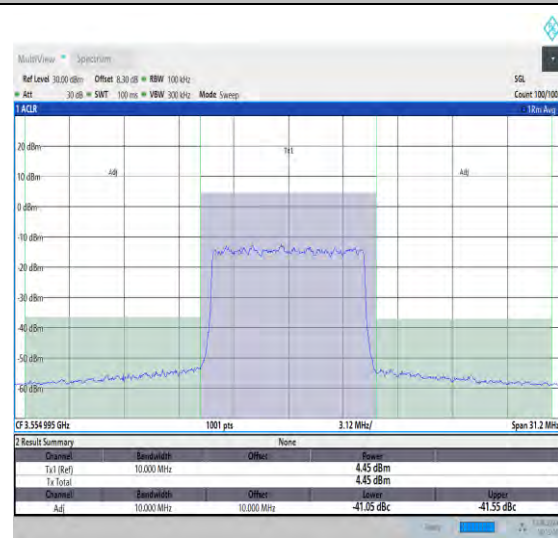 MultiView Spectrum
Ref Level 30.00 dBm Offset 8.30 dB RBW 100 kHz SGL
Att 30 dB SWT 100 ms VBW 300 kHz Mode Sweep Count 100/100
1 ACLR 1Rm Avg
Tx1
20 dBm
Adj Adj
10 dBm
0 dBm
-10 dBm
-20 dBm
-30 dBm
-40 dBm
-50 dBm
-60 dBm
CF 3.554 995 GHz 1001 pts 3.12 MHz/ Span 31.2 MHz
2 Result Summary None
Channel Bandwidth Offset Power
Tx1 (Ref) 10.000 MHz 4.45 dBm
Tx Total 4.45 dBm
Channel Bandwidth Offset Lower Upper
Adj 10.000 MHz 10.000 MHz -41.05 dBc -41.55 dBc